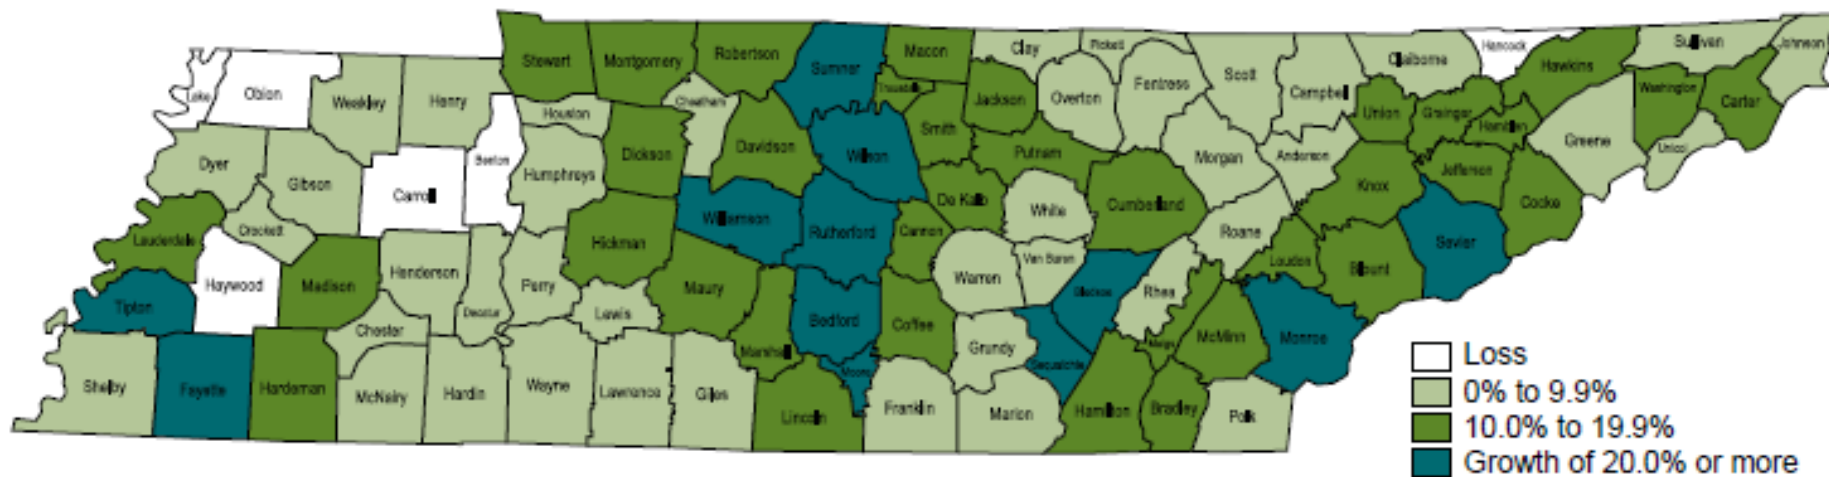 Stewart
Montgomery
Robertson
Sumner
Macon
Clay
Pickett
Scott
Claiborne
Hancock
Sullivan
Johnson
Lake
Obion
Weakley
Henry
Houston
Cheatham
Trousdale
Jackson
Overton
Fentress
Campbell
Union
Grainger
Hawkins
Hamblen
Washington
Carter
Dyer
Gibson
Carroll
Benton
Humphreys
Dickson
Davidson
Wilson
Smith
Putnam
Morgan
Anderson
Knox
Jefferson
Greene
Unicoi
Lauderdale
Crockett
Haywood
Madison
Henderson
Decatur
Perry
Hickman
Williamson
Rutherford
Cannon
De Kalb
White
Cumberland
Roane
Loudon
Blount
Sevier
Cocke
Tipton
Chester
Lewis
Maury
Bedford
Coffee
Warren
Van Buren
Bledsoe
Rhea
Meigs
McMinn
Monroe
Shelby
Fayette
Hardeman
McNairy
Hardin
Wayne
Lawrence
Giles
Marshall
Moore
Lincoln
Franklin
Grundy
Sequatchie
Marion
Hamilton
Bradley
Polk
Loss
0% to 9.9%
10.0% to 19.9%
Growth of 20.0% or more